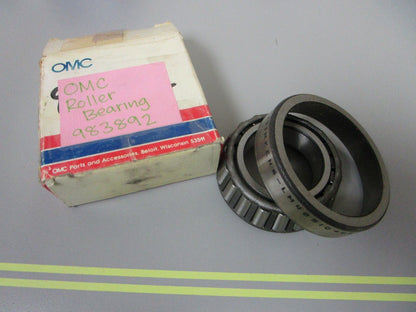 OMC
OMC
Roller
Bearing
983892
OMC Parts and Accessories, Beloit, Wisconsin 53511